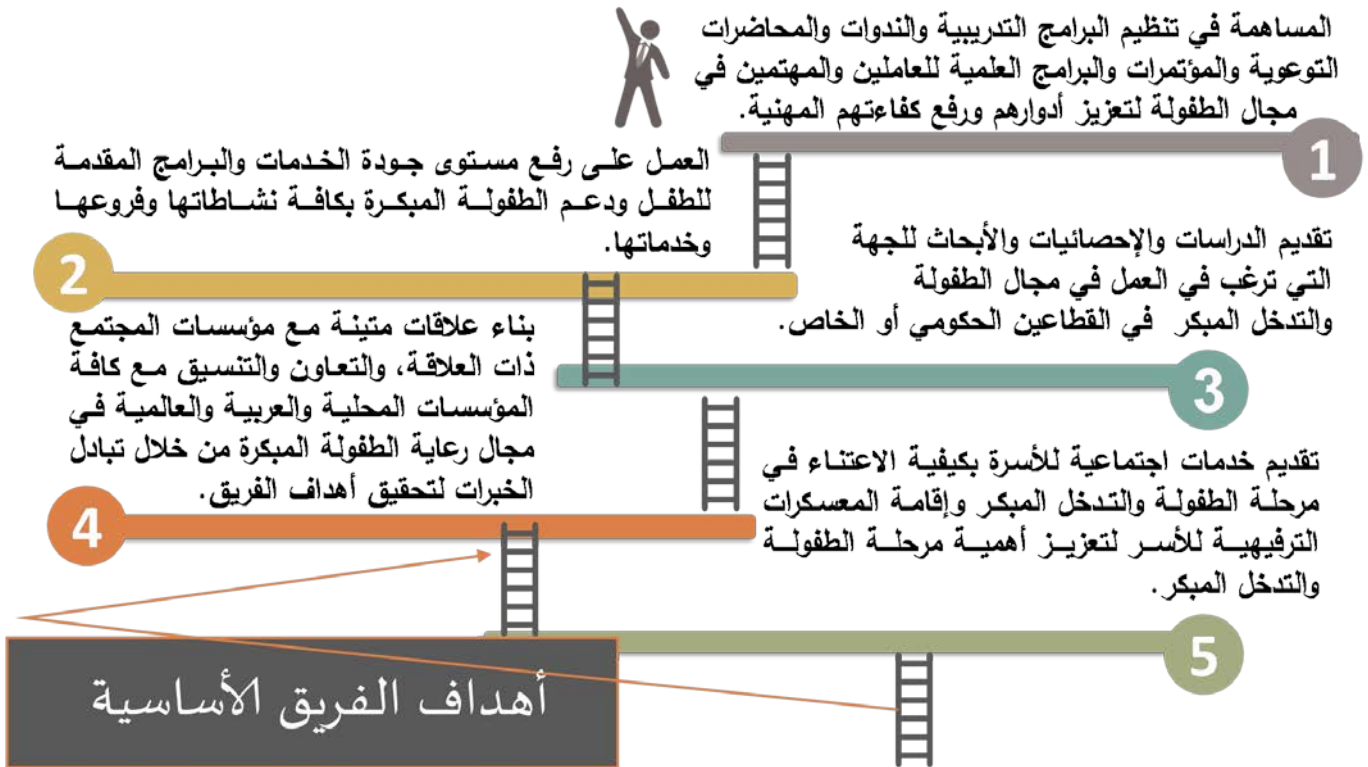 المساهمة في تنظيم البرامج التدريبية والندوات والمحاضرات
التوعوية والمؤتمرات والبرامج العلمية للعاملين والمهتمين في
مجال الطفولة لتعزيز أدوارهم ورفع كفاءتهم المهنية.
1
العمل على رفع مستوى جودة الخدمات والبرامج المقدمة
للطفل ودعم الطفولة المبكرة بكافة نشاطاتها وفروعها
وخدماتها.
2
تقديم الدراسات والإحصائيات والأبحاث للجهة
التي ترغب في العمل في مجال الطفولة
والتدخل المبكر في القطاعين الحكومي أو الخاص.
3
بناء علاقات متينة مع مؤسسات المجتمع
ذات العلاقة، والتعاون والتنسيق مع كافة
المؤسسات المحلية والعربية والعالمية في
مجال رعاية الطفولة المبكرة من خلال تبادل
الخبرات لتحقيق أهداف الفريق.
4
تقديم خدمات اجتماعية للأسرة بكيفية الاعتناء في
مرحلة الطفولة والتدخل المبكر وإقامة المعسكرات
الترفيهية للأسر لتعزيز أهمية مرحلة الطفولة
والتدخل المبكر.
5
أهداف الفريق الأساسية